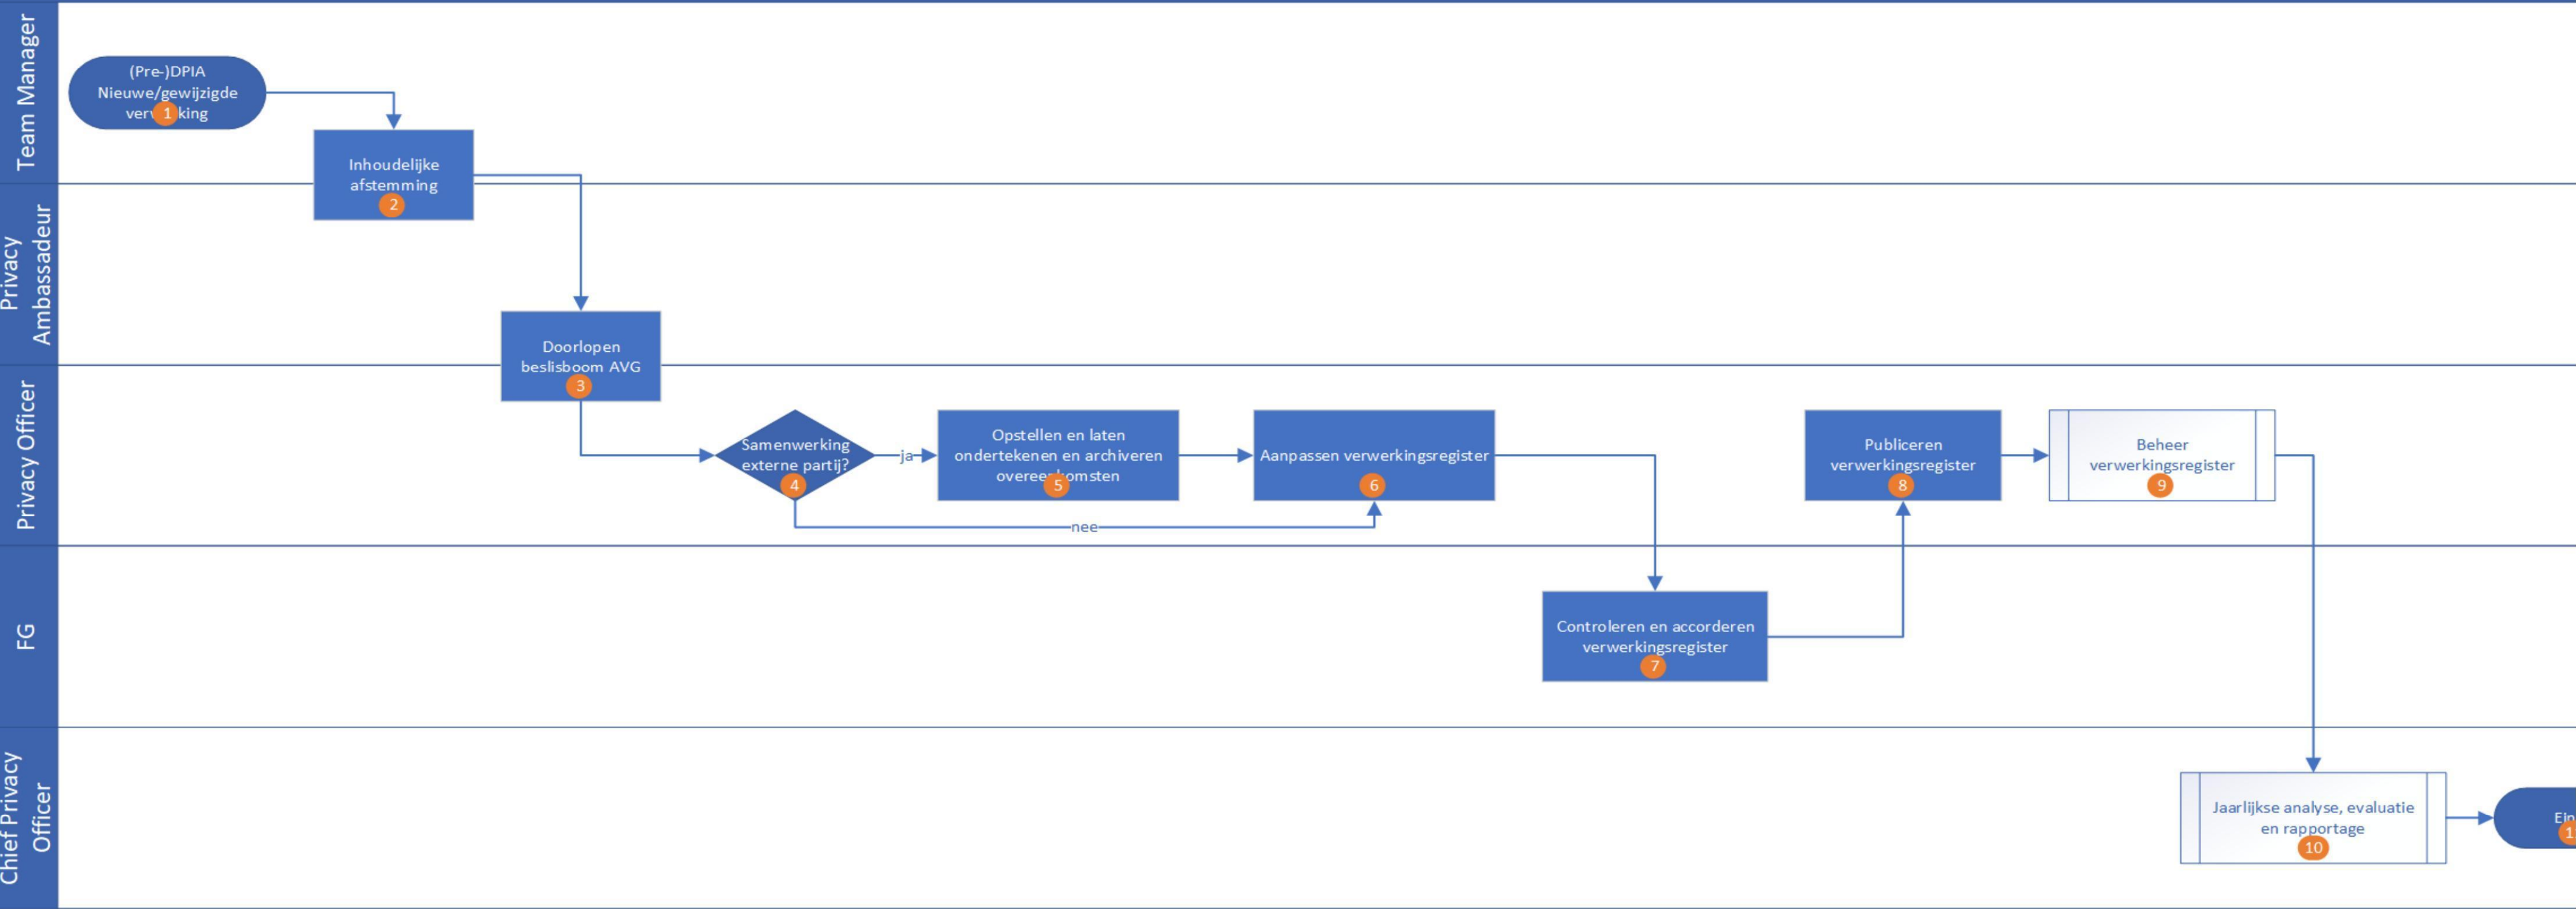 Team Manager
(Pre-)DPIA
Nieuwe/gewijzigde
verwerking
1
Inhoudelijke
afstemming
2
Privacy
Ambassadeur
Doorlopen
beslisboom AVG
3
Privacy Officer
Samenwerking
externe partij?
4
ja
nee
Opstellen en laten
ondertekenen en archiveren
overeenkomsten
5
Aanpassen verwerkingsregister
6
Publiceren
verwerkingsregister
8
Beheer
verwerkingsregister
9
FG
Controleren en accorderen
verwerkingsregister
7
Chief Privacy
Officer
Jaarlijkse analyse, evaluatie
en rapportage
10